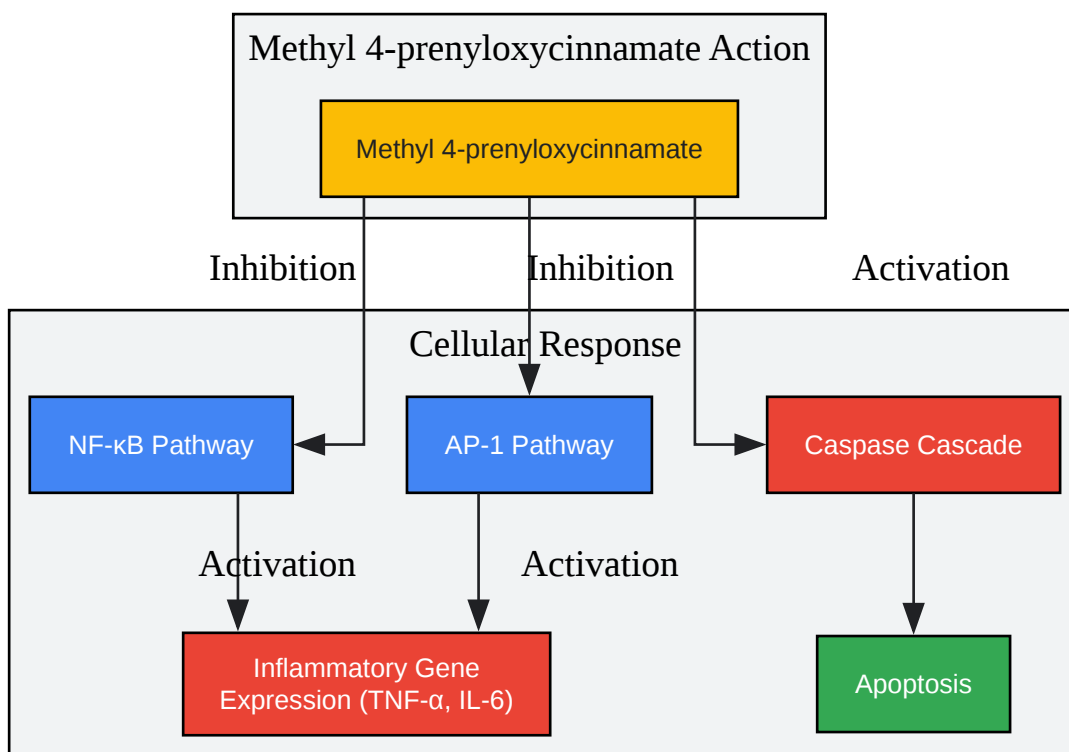 Methyl 4-prenyloxycinnamate Action
Methyl 4-prenyloxycinnamate
Inhibition
Inhibition
Activation
Cellular Response
NF-κB Pathway
AP-1 Pathway
Caspase Cascade
Activation
Activation
Inflammatory Gene
Expression (TNF-α, IL-6)
Apoptosis